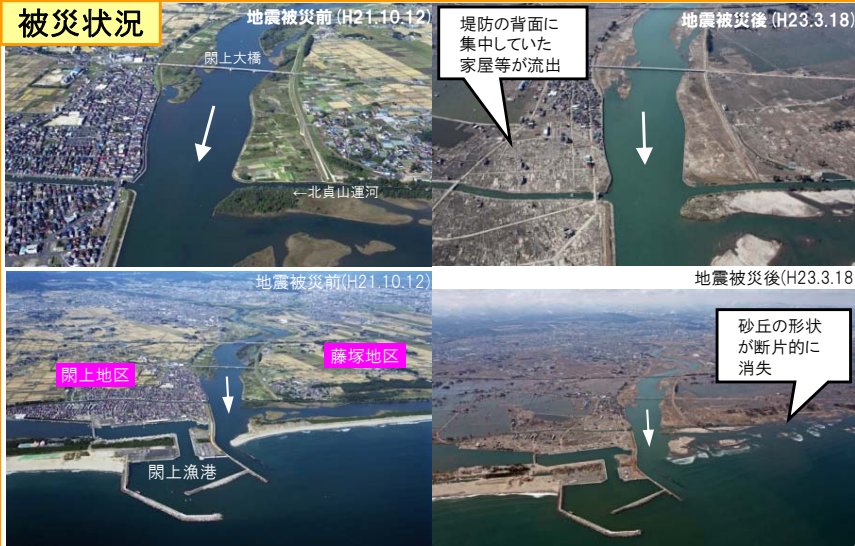 被災状況
地震被災前(H21.10.12)
閖上大橋
←北貞山運河
地震被災後(H23.3.18)
堤防の背面に
集中していた
家屋等が流出
地震被災前(H21.10.12)
閖上地区
藤塚地区
閖上漁港
地震被災後(H23.3.18
砂丘の形状
が断片的に
消失